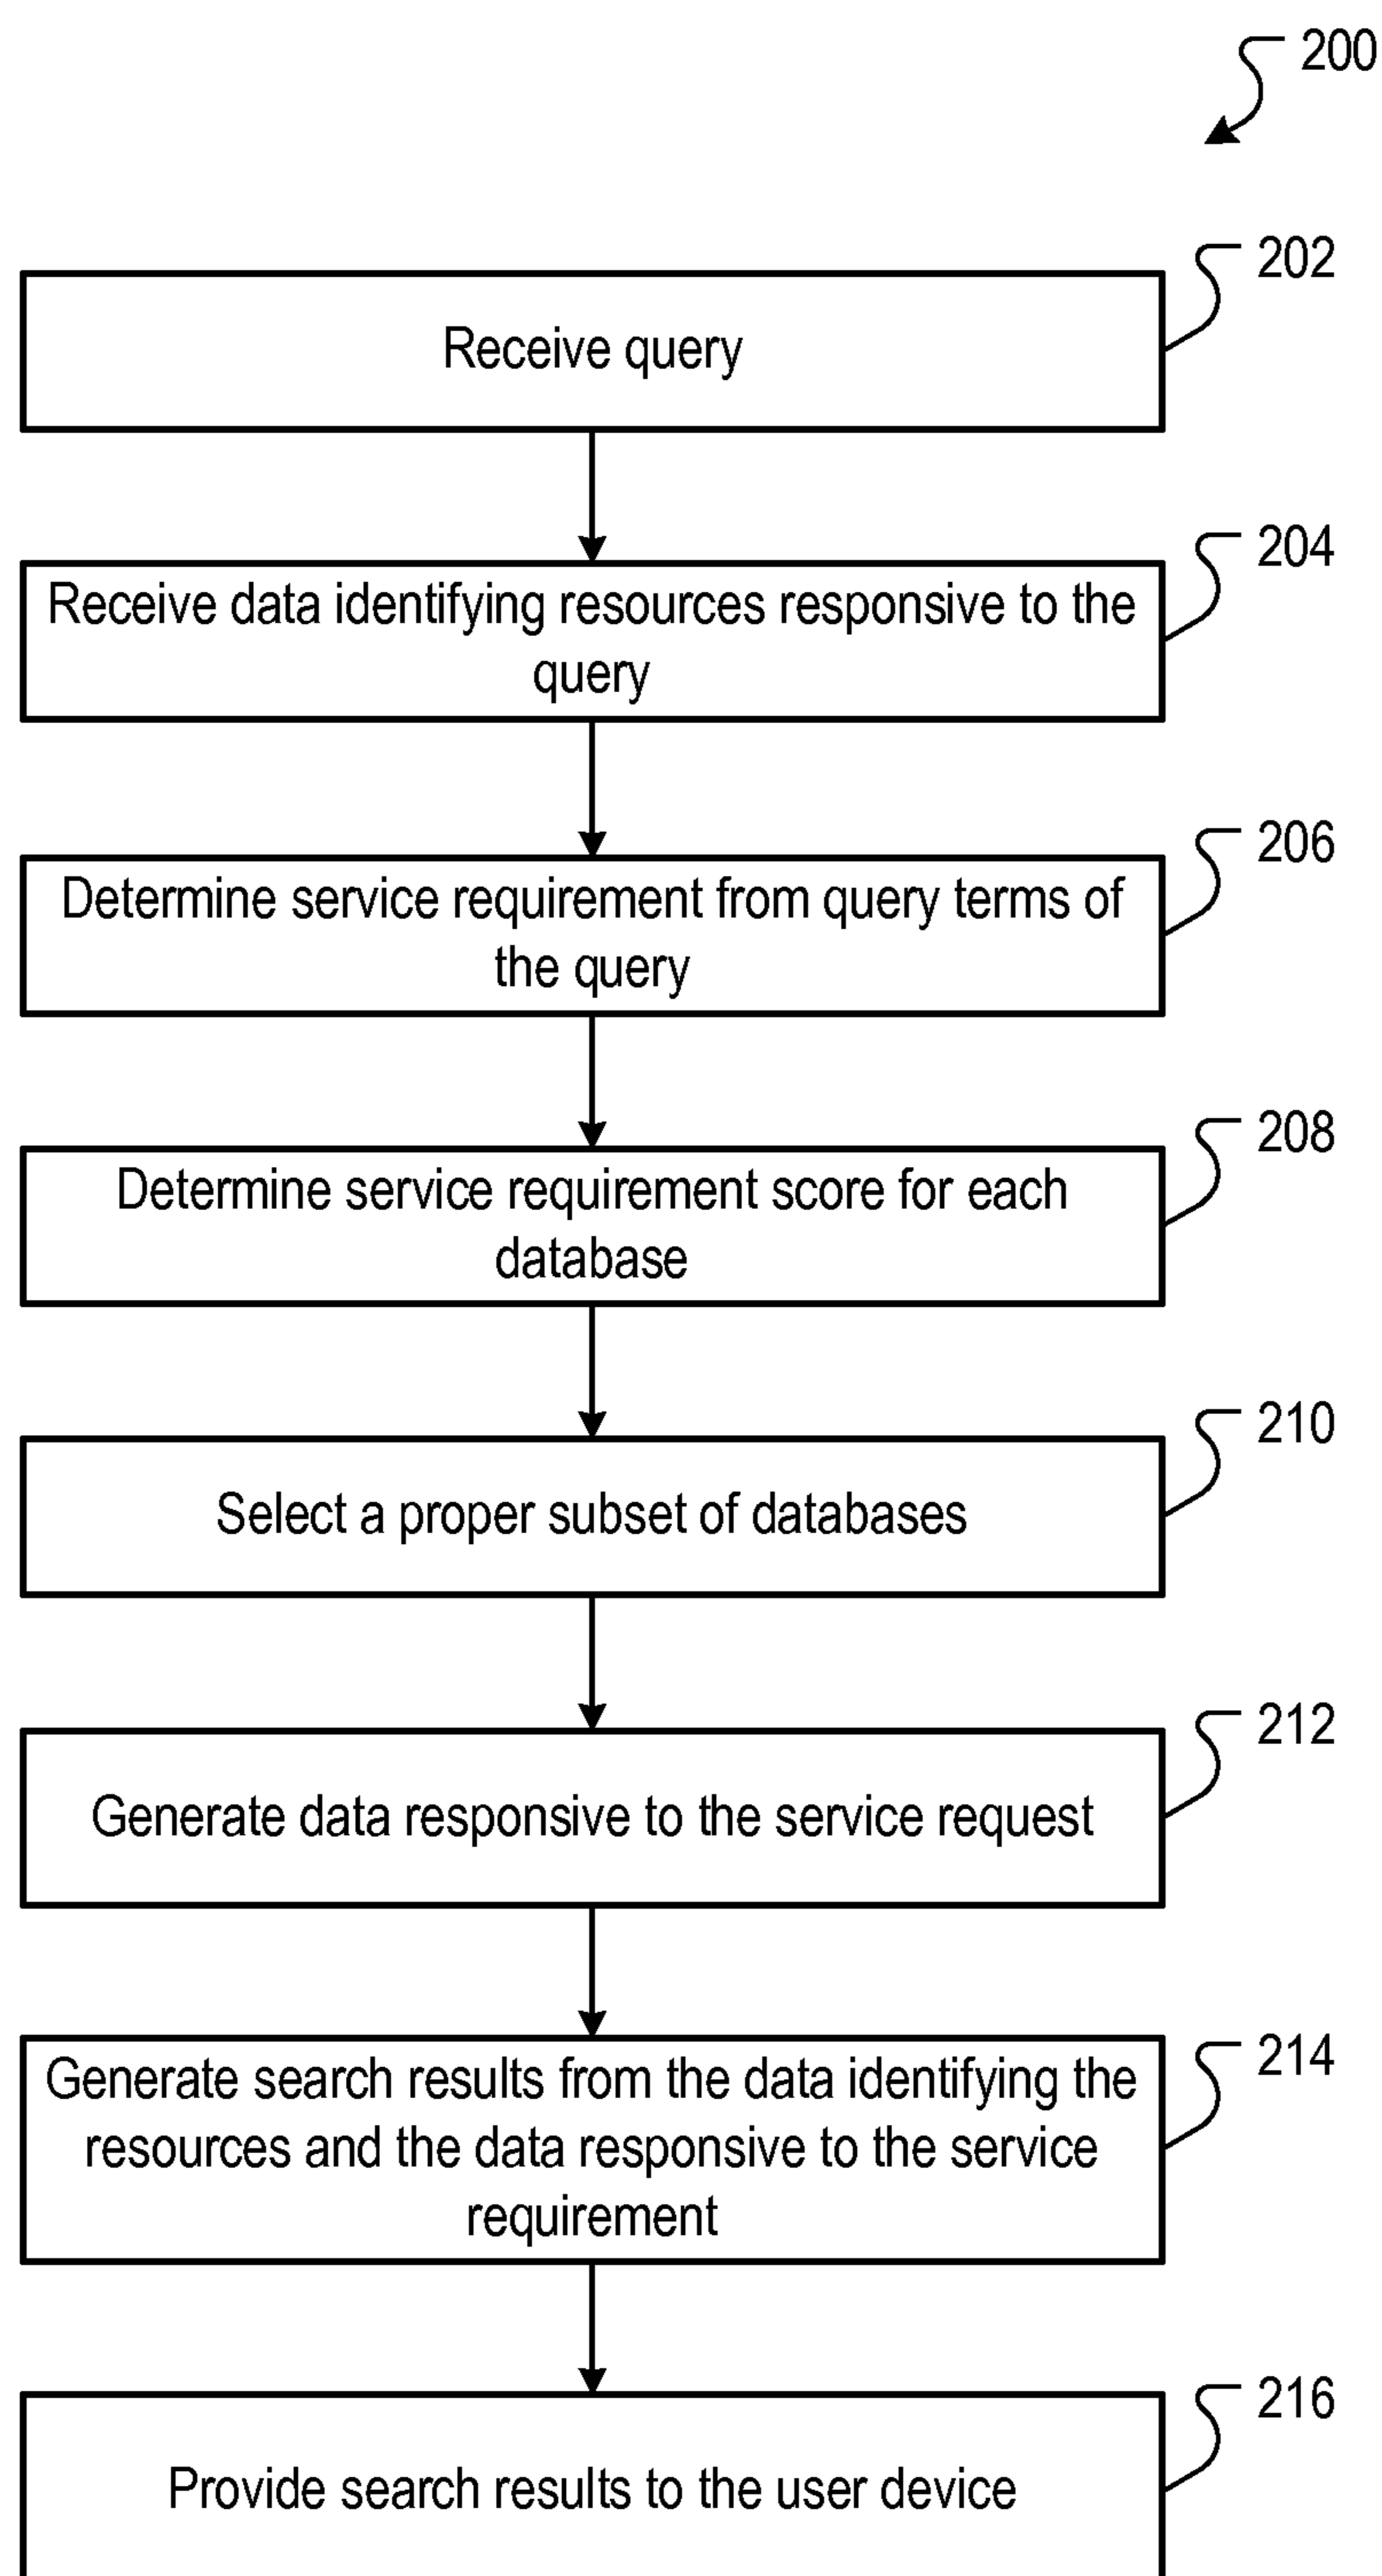 200
202
Receive query
204
Receive data identifying resources responsive to the
query
206
Determine service requirement from query terms of
the query
208
Determine service requirement score for each
database
210
Select a proper subset of databases
212
Generate data responsive to the service request
214
Generate search results from the data identifying the
resources and the data responsive to the service
requirement
216
Provide search results to the user device